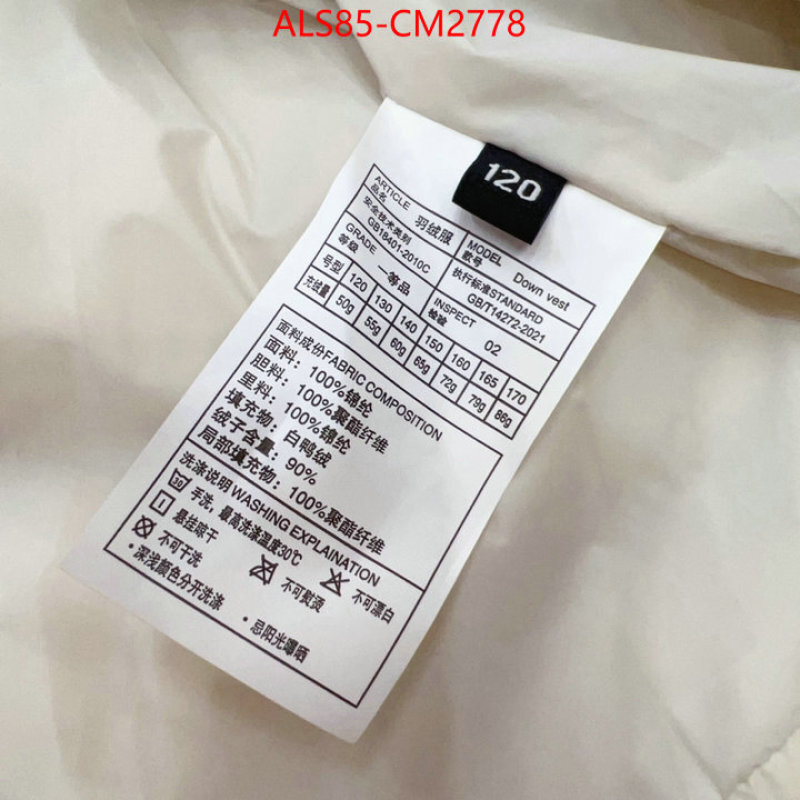 ALS85-CM2778
120
ARTICLE
品名 羽绒服
MODEL
款号 Down vest
安全技术类别
GB18401-2010C
执行标准STANDARD
GB/T14272-2021
GRADE
等级 一等品
INSPECT
检验 02
号型 120 130 140 150 160 165 170
充绒量 50g 55g 60g 65g 72g 79g 86g
面料成份FABRIC COMPOSITION
面料：100%锦纶
胆料：100%聚酯纤维
里料：100%锦纶
填充物：白鸭绒
绒子含量：90%
局部填充物：100%聚酯纤维
洗涤说明 WASHING EXPLAINATION
30 手洗，最高洗涤温度30℃
悬挂晾干 不可熨烫 不可漂白
不可干洗
•深浅颜色分开洗涤 •忌阳光曝晒